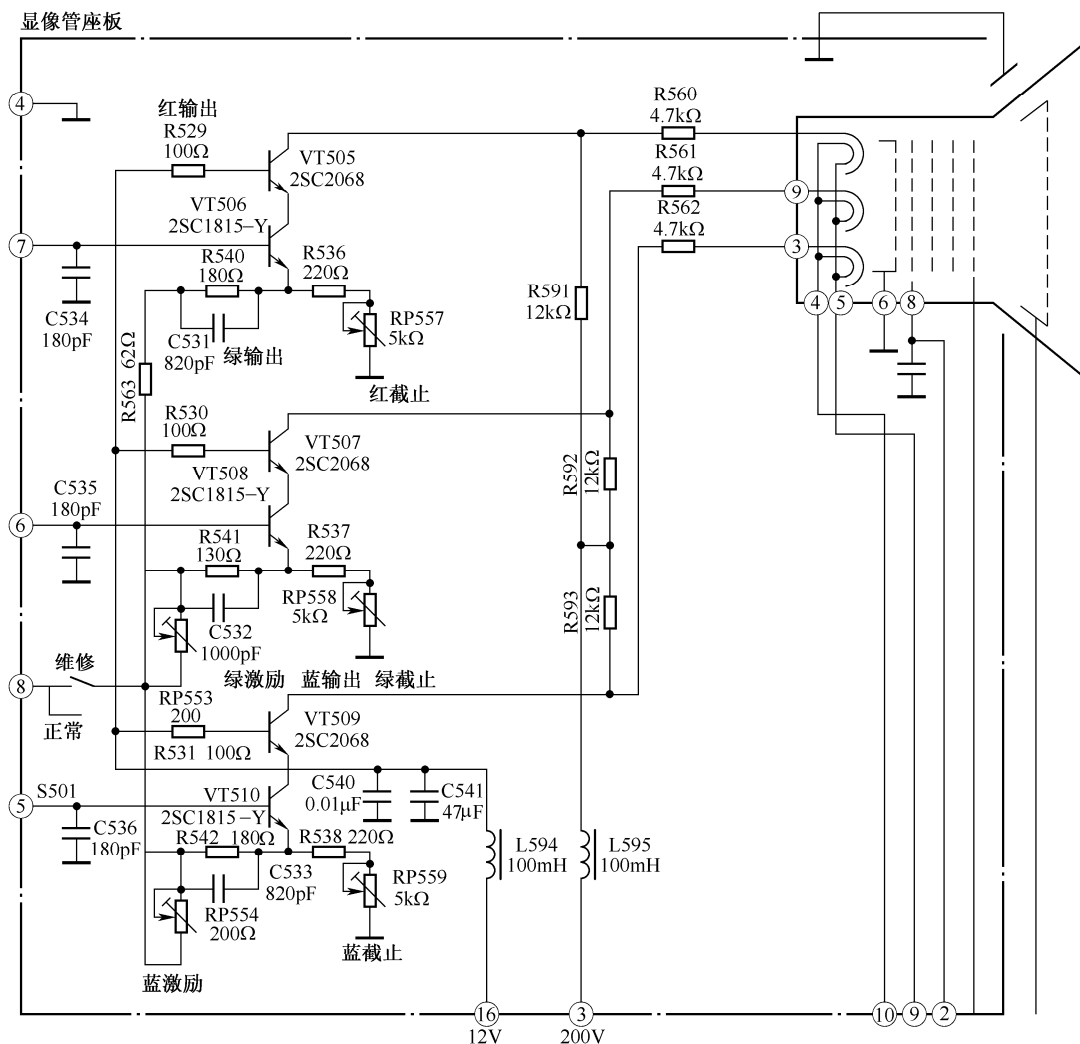 显像管座板
4
红输出
R529
100Ω
VT505
2SC2068
R560
4.7kΩ
R561
4.7kΩ
R562
4.7kΩ
9
3
VT506
2SC1815-Y
7
R540
180Ω
R536
220Ω
C534
180pF
C531
820pF
绿输出
RP557
5kΩ
红截止
R591
12kΩ
4
5
6
8
R563 62Ω
R530
100Ω
VT507
2SC2068
VT508
2SC1815-Y
C535
180pF
6
R592
12kΩ
R541
130Ω
R537
220Ω
RP558
5kΩ
C532
1000pF
R593
12kΩ
维修
8
正常
绿激励 蓝输出 绿截止
RP553
200
R531 100Ω
VT509
2SC2068
S501
5
VT510
2SC1815-Y
C540
0.01μF
C541
47μF
C536
180pF
R542 180Ω
R538 220Ω
C533
820pF
RP554
200Ω
RP559
5kΩ
蓝截止
蓝激励
L594
100mH
L595
100mH
16
12V
3
200V
10
9
2